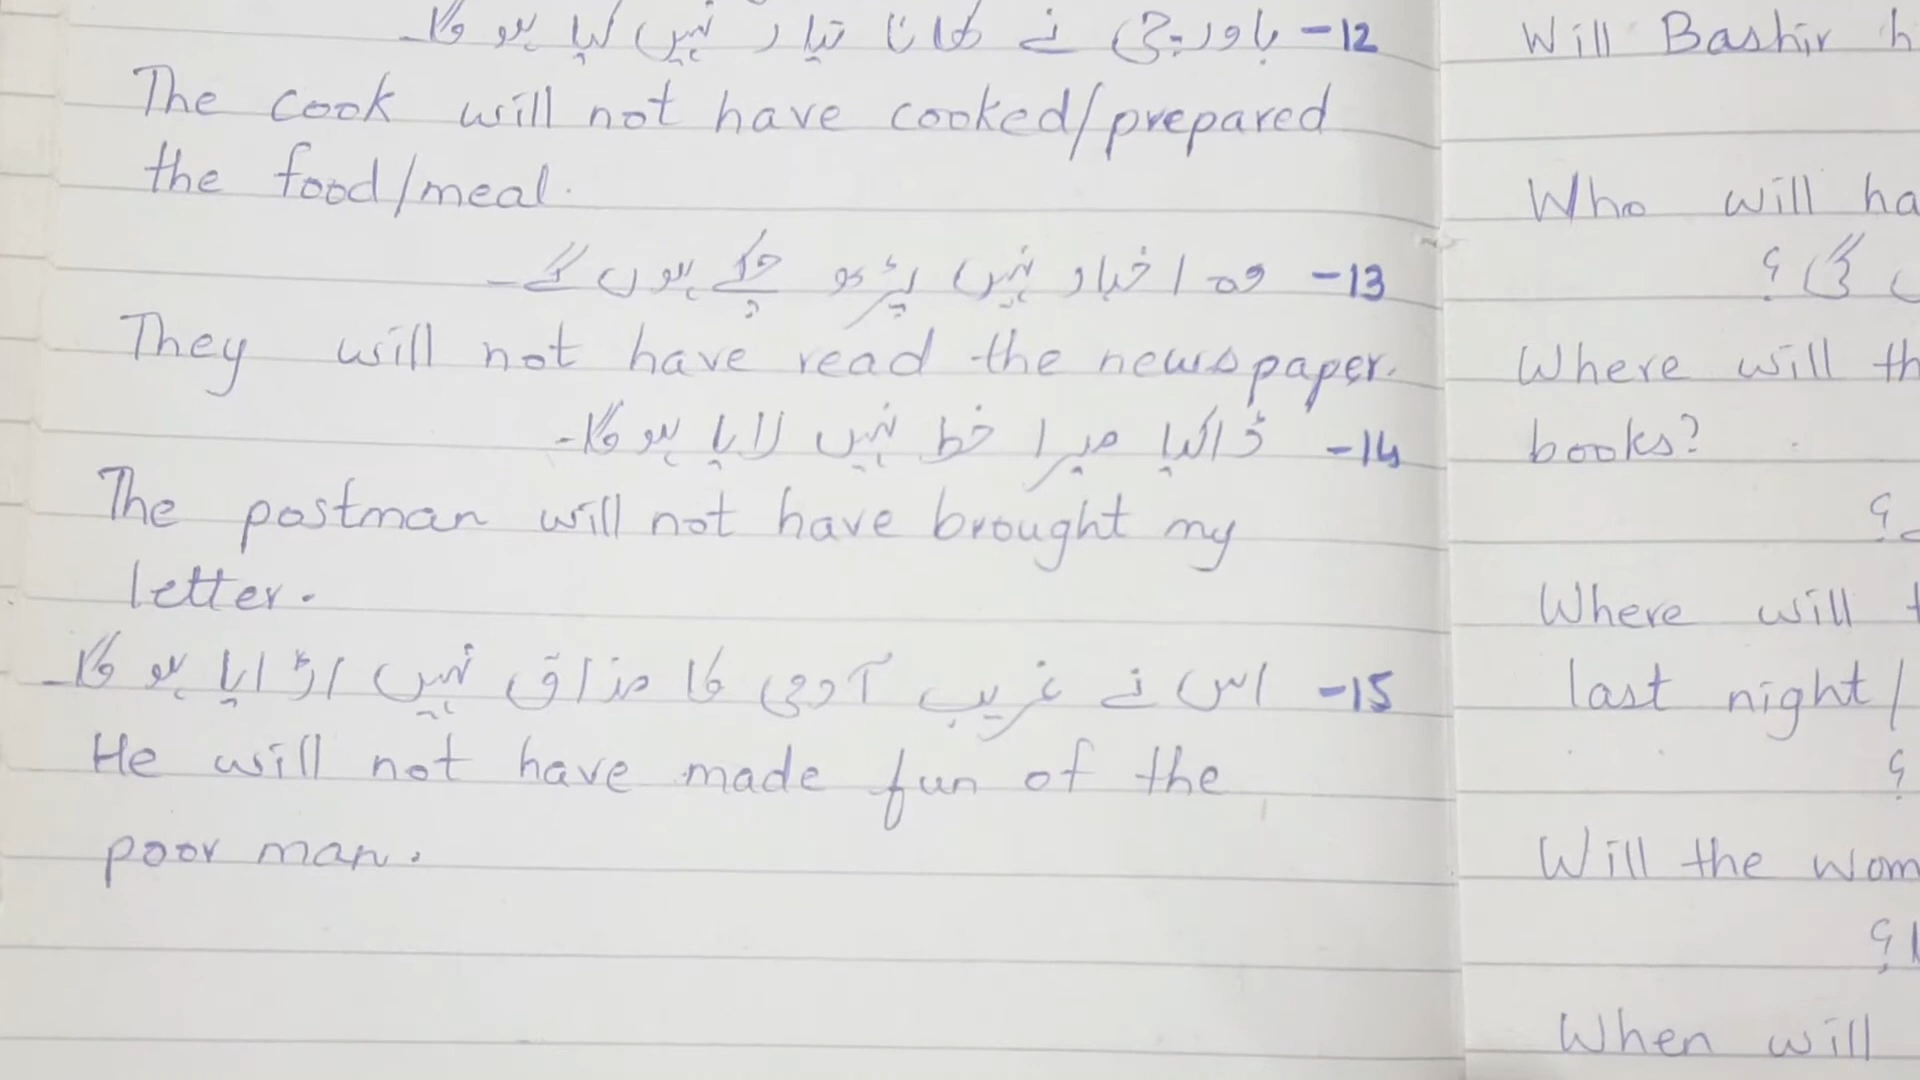 12- باورچی نے کھانا تیار نہیں کیا ہو گا۔
The cook will not have cooked/prepared
the food/meal.
13- وہ اخبار نہیں پڑھ چکے ہوں گے۔
They will not have read the newspaper.
14- ڈاکیا میرا خط نہیں لایا ہو گا۔
The postman will not have brought my
letter.
15- اس نے غریب آدمی کا مذاق نہیں اڑایا ہو گا۔
He will not have made fun of the
poor man.
Will Bashir h
Who will ha
گی؟
Where will th
books?
؟
Where will t
last night/
؟
Will the wom
؟
When will